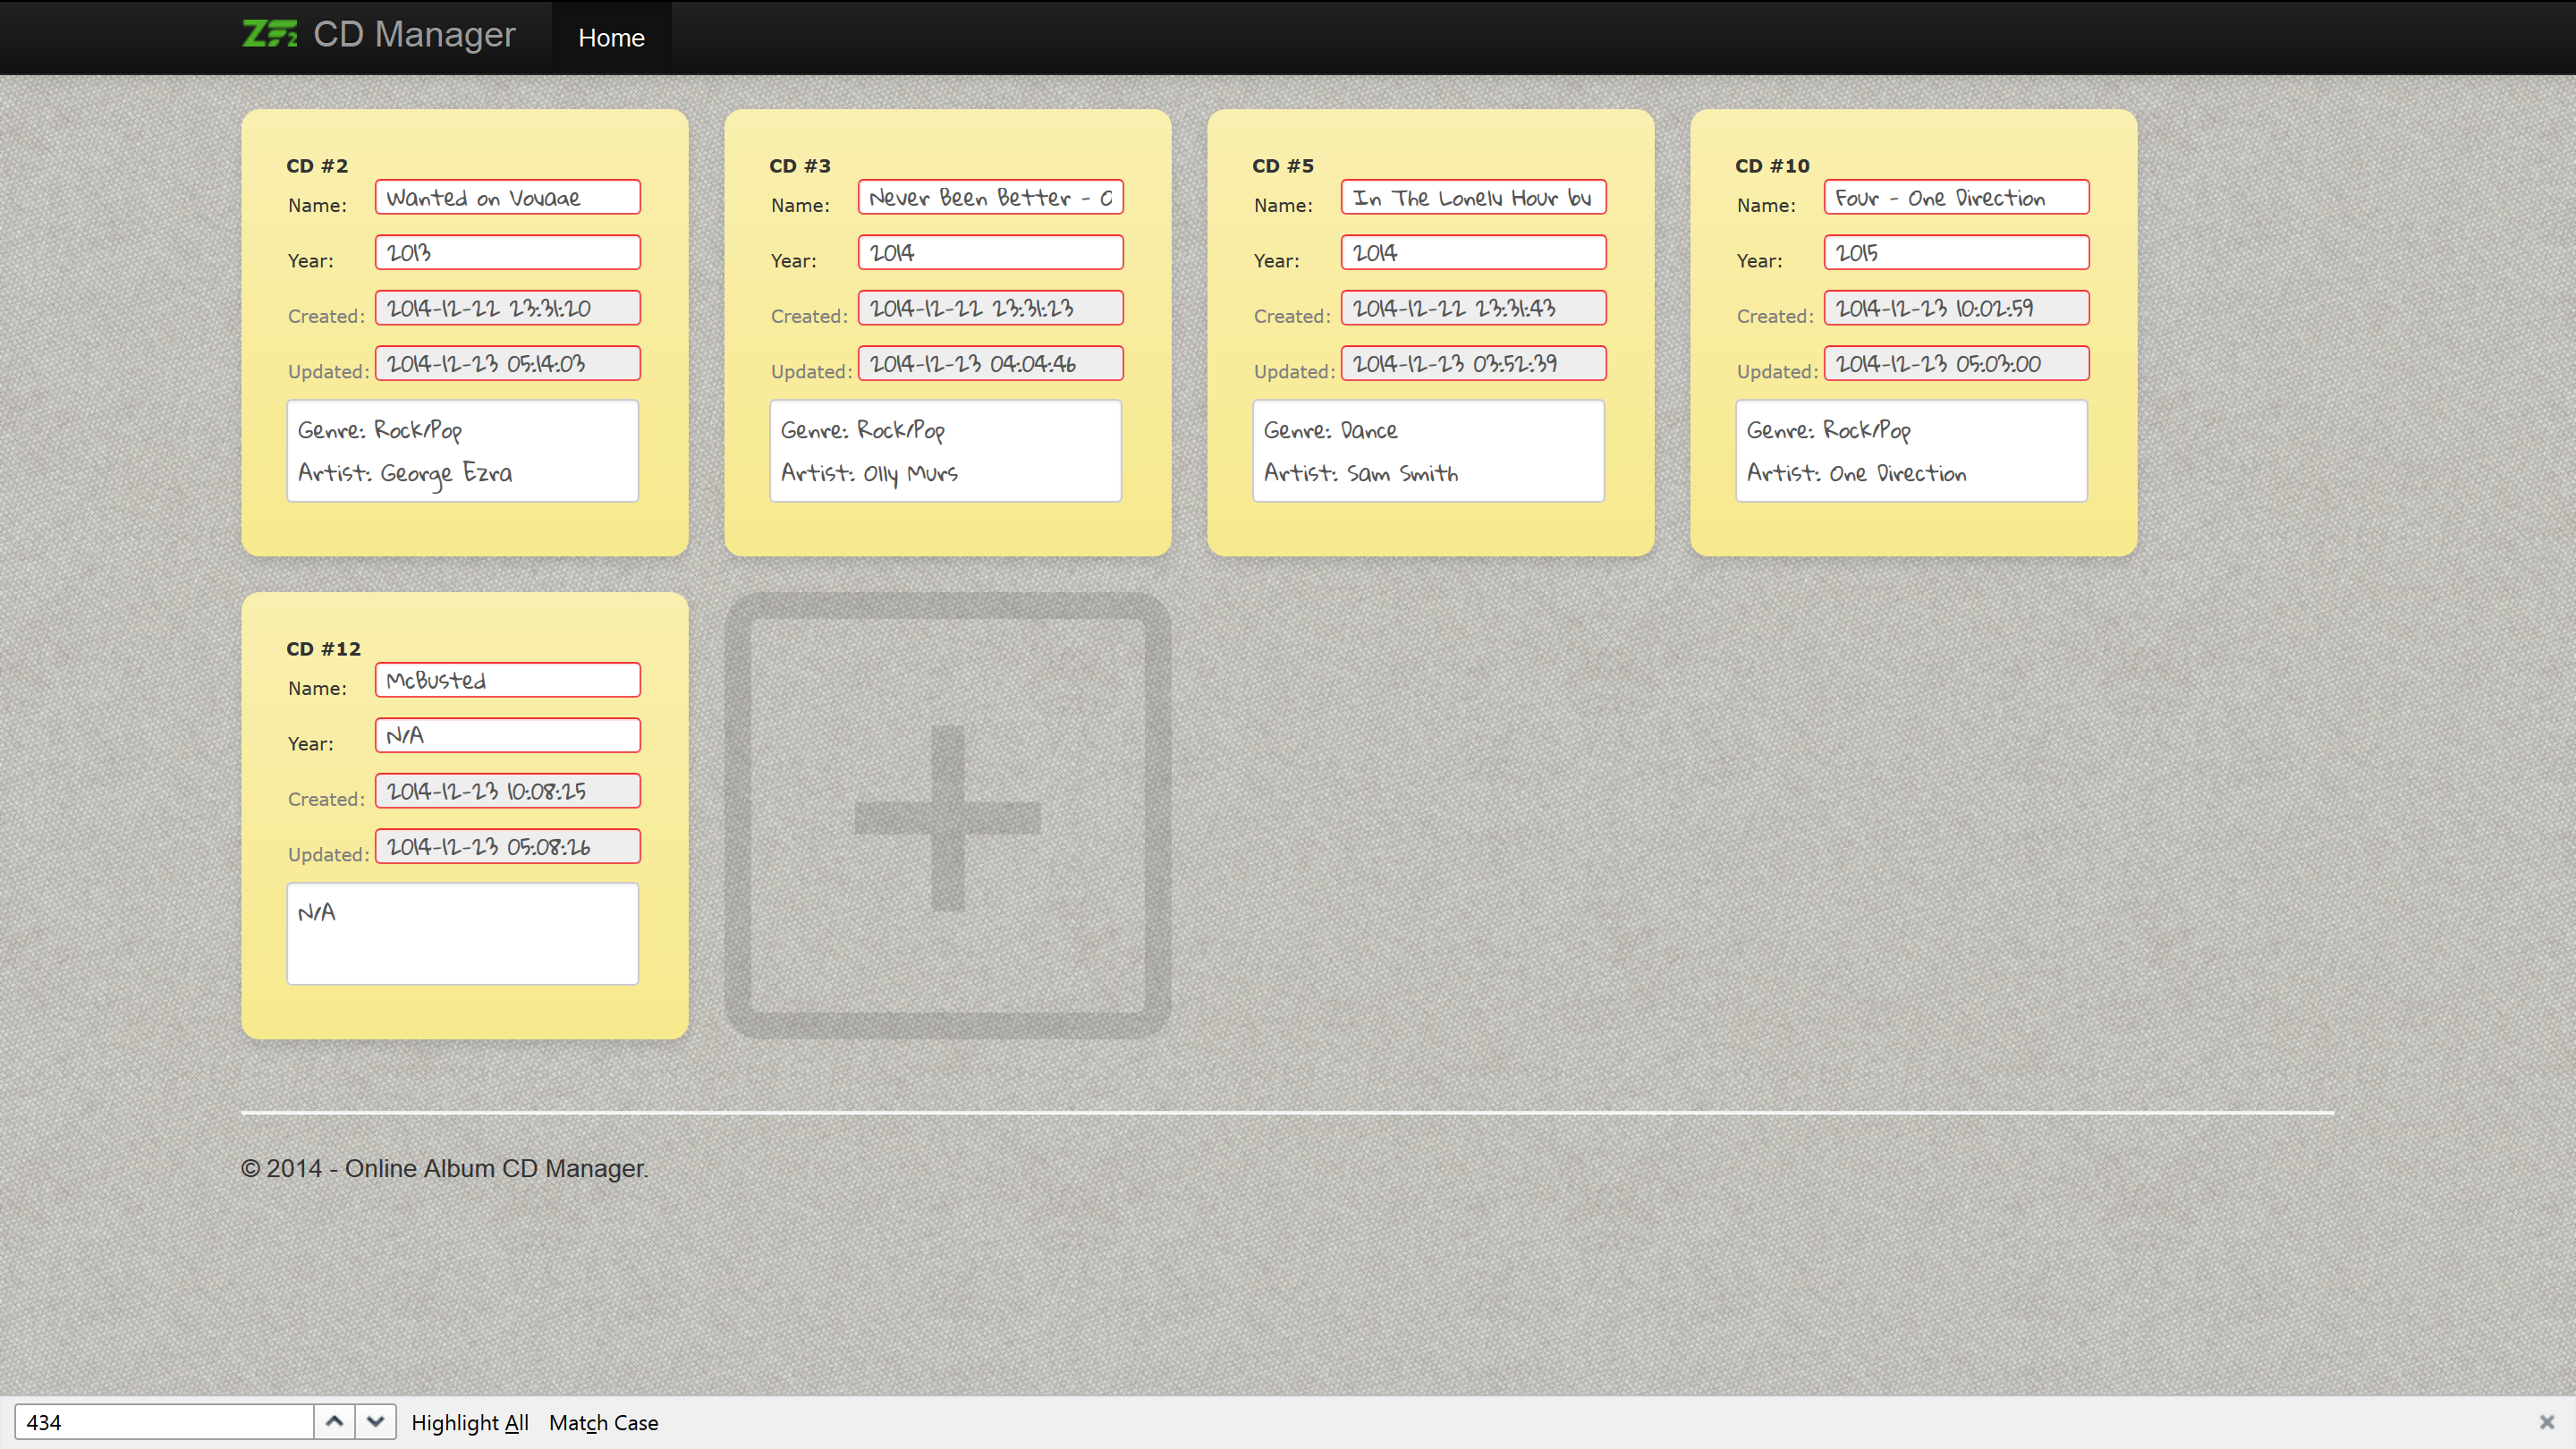 ZF2 CD Manager Home
CD #2
Name: Wanted on Voyage
Year: 2013
Created: 2014-12-22 23:31:20
Updated: 2014-12-23 05:14:03
Genre: Rock/Pop
Artist: George Ezra
CD #3
Name: Never Been Better - O
Year: 2014
Created: 2014-12-22 23:31:23
Updated: 2014-12-23 04:04:46
Genre: Rock/Pop
Artist: Olly Murs
CD #5
Name: In The Lonely Hour by
Year: 2014
Created: 2014-12-22 23:31:43
Updated: 2014-12-23 03:52:39
Genre: Dance
Artist: Sam Smith
CD #10
Name: Four - One Direction
Year: 2015
Created: 2014-12-23 10:02:59
Updated: 2014-12-23 05:03:00
Genre: Rock/Pop
Artist: One Direction
CD #12
Name: McBusted
Year: N/A
Created: 2014-12-23 10:08:25
Updated: 2014-12-23 05:08:26
N/A
© 2014 - Online Album CD Manager.
434 Highlight All Match Case